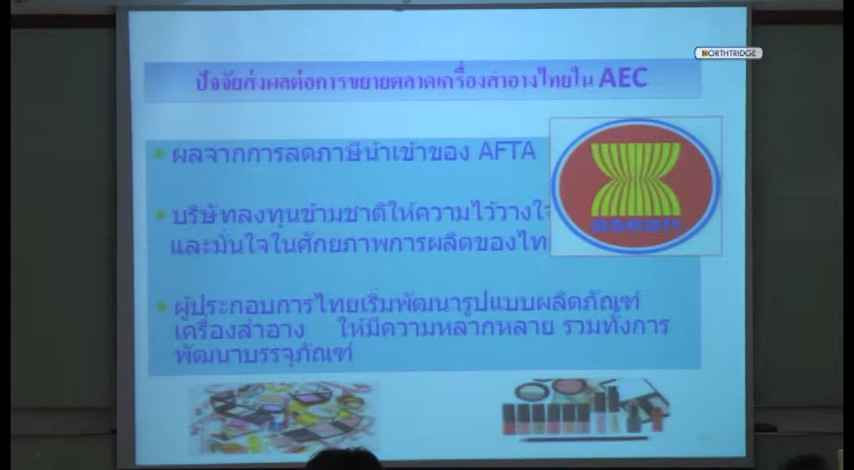 NORTHTRIDGE
ปัจจัยส่งผลต่อการขยายตลาดเครื่องสำอางไทยใน AEC
• ผลจากการลดภาษีนำเข้าของ AFTA
• บริษัทลงทุนข้ามชาติให้ความไว้วางใจ
และมั่นใจในศักยภาพการผลิตของไท
asean
• ผู้ประกอบการไทยเริ่มพัฒนารูปแบบผลิตภัณฑ์
เครื่องสำอาง ให้มีความหลากหลาย รวมทั้งการ
พัฒนาบรรจุภัณฑ์